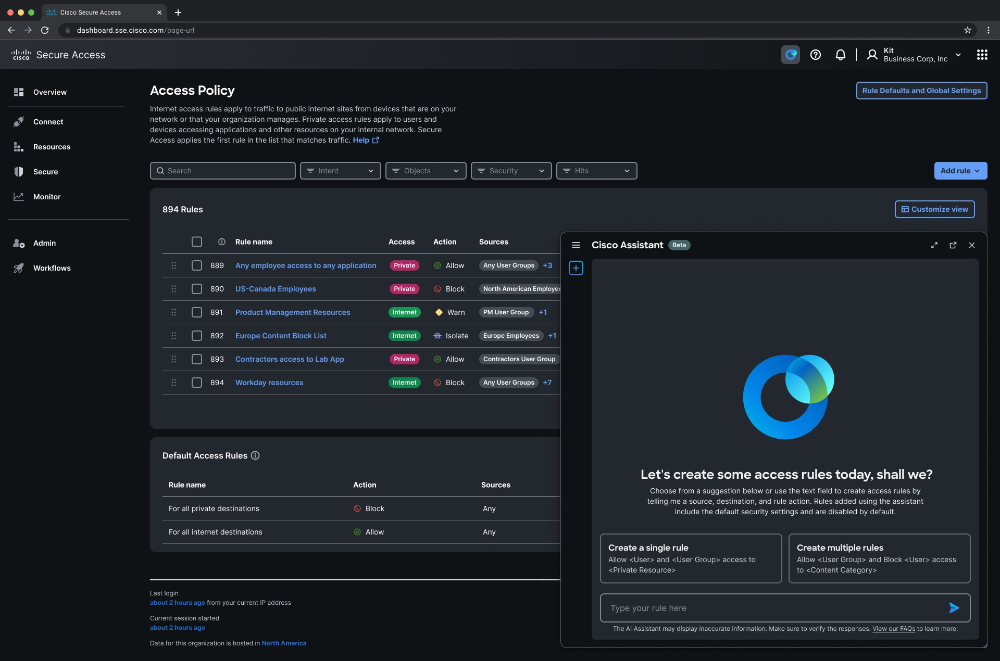 Cisco Secure Access
dashboard.sse.cisco.com/page-url
CISCO Secure Access
Kit
Business Corp, Inc
Overview
Connect
Resources
Secure
Monitor
Admin
Workflows
Access Policy
Rule Defaults and Global Settings
Internet access rules apply to traffic to public internet sites from devices that are on your
network or that your organization manages. Private access rules apply to users and
devices accessing applications and other resources on your internal network. Secure
Access applies the first rule in the list that matches traffic. Help
Search Intent Objects Security Hits Add rule
894 Rules Customize view
Rule name Access Action Sources
889 Any employee access to any application Private Allow Any User Groups +3
890 US-Canada Employees Private Block North American Employee
891 Product Management Resources Internet Warn PM User Group +1
892 Europe Content Block List Internet Isolate Europe Employees +1
893 Contractors access to Lab App Private Allow Contractors User Group
894 Workday resources Internet Block Any User Groups +7
Default Access Rules
Rule name Action Sources
For all private destinations Block Any
For all internet destinations Allow Any
Last login
about 2 hours ago from your current IP address
Current session started
about 2 hours ago
Data for this organization is hosted in North America
Cisco Assistant Beta
Let's create some access rules today, shall we?
Choose from a suggestion below or use the text field to create access rules by
telling me a source, destination, and rule action. Rules added using the assistant
include the default security settings and are disabled by default.
Create a single rule
Allow <User> and <User Group> access to
<Private Resource>
Create multiple rules
Allow <User Group> and Block <User> access
to <Content Category>
Type your rule here
The AI Assistant may display inaccurate information. Make sure to verify the responses. View our FAQs to learn more.